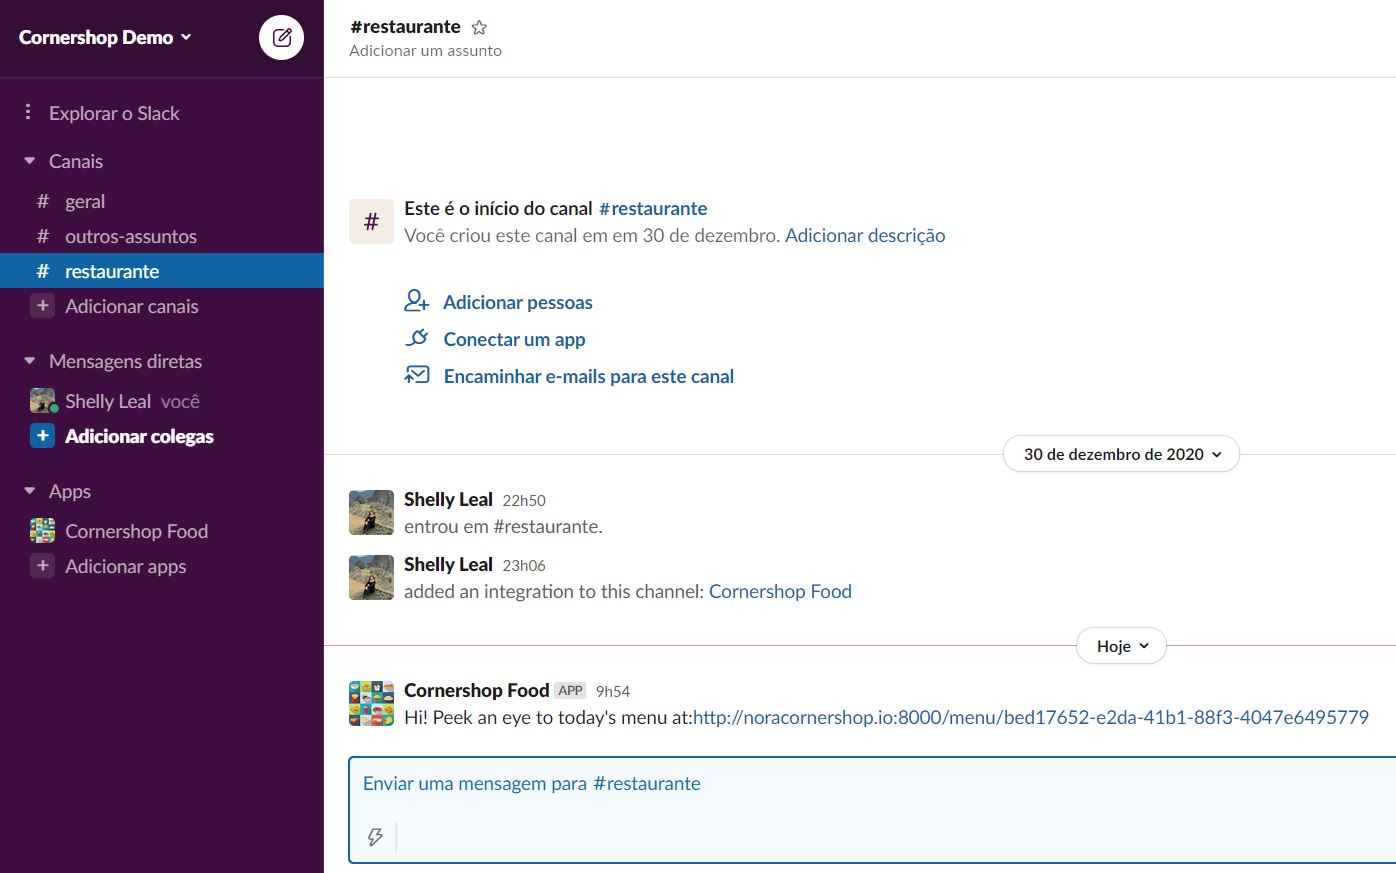 Cornershop Demo
Explorar o Slack
Canais
# geral
# outros-assuntos
# restaurante
+ Adicionar canais
Mensagens diretas
Shelly Leal você
+ Adicionar colegas
Apps
Cornershop Food
+ Adicionar apps
#restaurante
Adicionar um assunto
# Este é o início do canal #restaurante
Você criou este canal em em 30 de dezembro. Adicionar descrição
Adicionar pessoas
Conectar um app
Encaminhar e-mails para este canal
30 de dezembro de 2020
Shelly Leal 22h50
entrou em #restaurante.
Shelly Leal 23h06
added an integration to this channel: Cornershop Food
Hoje
Cornershop Food APP 9h54
Hi! Peek an eye to today's menu at:http://noracornershop.io:8000/menu/bed17652-e2da-41b1-88f3-4047e6495779
Enviar uma mensagem para #restaurante